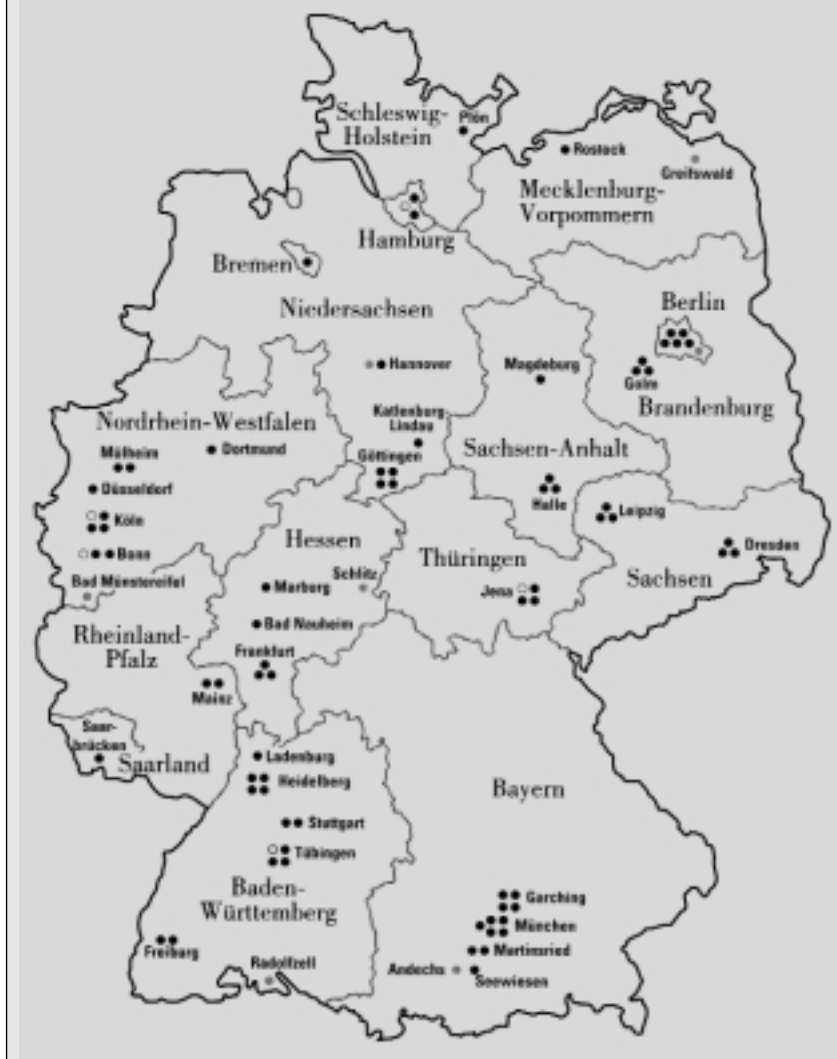 Schleswig-
Holstein
Plön
Rostock
Greifswald
Mecklenburg-
Vorpommern
Hamburg
Bremen
Niedersachsen
Berlin
Hannover
Magdeburg
Golm
Brandenburg
Katlenburg
Lindau
Nordrhein-Westfalen
Dortmund
Mülheim
Göttingen
Sachsen-Anhalt
Düsseldorf
Halle
Leipzig
Köln
Dresden
Hessen
Bonn
Thüringen
Sachsen
Bad Münstereifel
Schlitz
Marburg
Jena
Bad Nauheim
Rheinland-
Pfalz
Frankfurt
Mainz
Saar-
brücken
Saarland
Ladenburg
Heidelberg
Bayern
Stuttgart
Tübingen
Baden-
Württemberg
Garching
München
Freiburg
Martinsried
Radolfzell
Andechs
Seewiesen